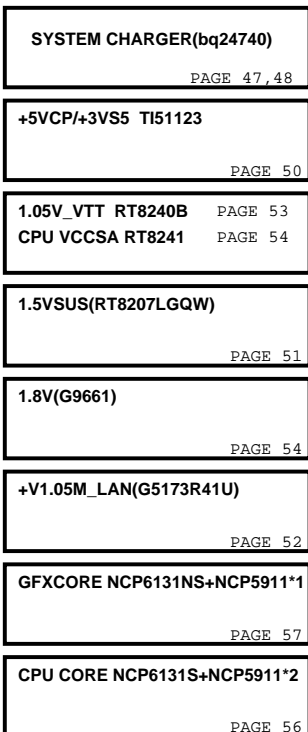 SYSTEM CHARGER(bq24740)
PAGE 47,48
+5VCP/+3VS5 TI51123
PAGE 50
1.05V_VTT RT8240B PAGE 53
CPU VCCSA RT8241 PAGE 54
1.5VSUS(RT8207LGQW)
PAGE 51
1.8V(G9661)
PAGE 54
+V1.05M_LAN(G5173R41U)
PAGE 52
GFXCORE NCP6131NS+NCP5911*1
PAGE 57
CPU CORE NCP6131S+NCP5911*2
PAGE 56